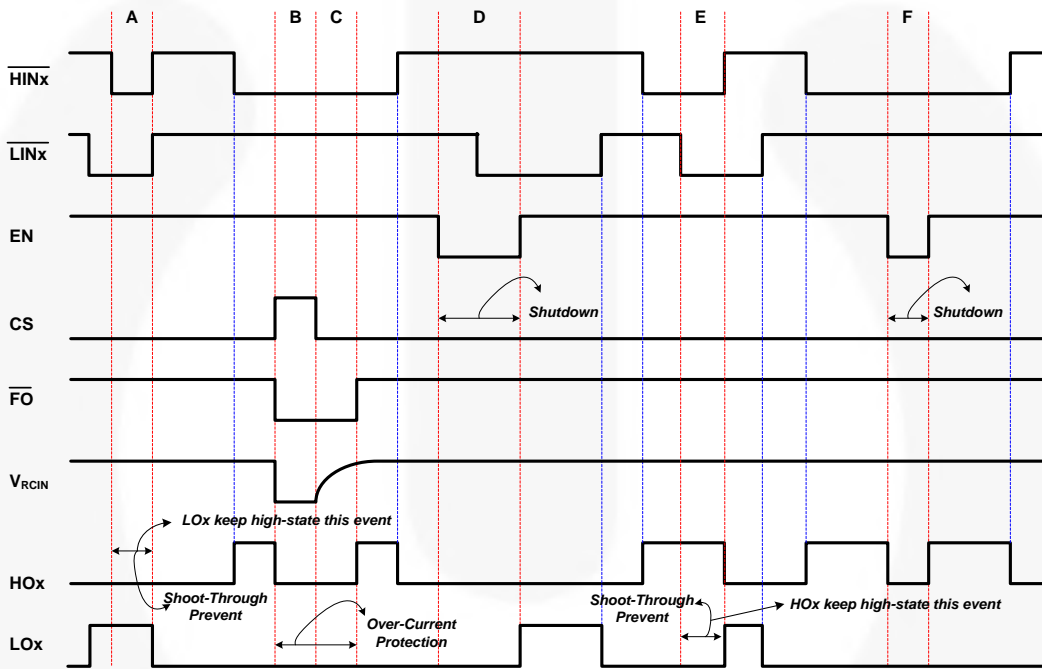 A B C D E F
HINx
LINx
EN
Shutdown
Shutdown
CS
FO
VRCIN
LOx keep high-state this event
HOx
Shoot-Through
Prevent
Over-Current
Protection
Shoot-Through
Prevent
HOx keep high-state this event
LOx